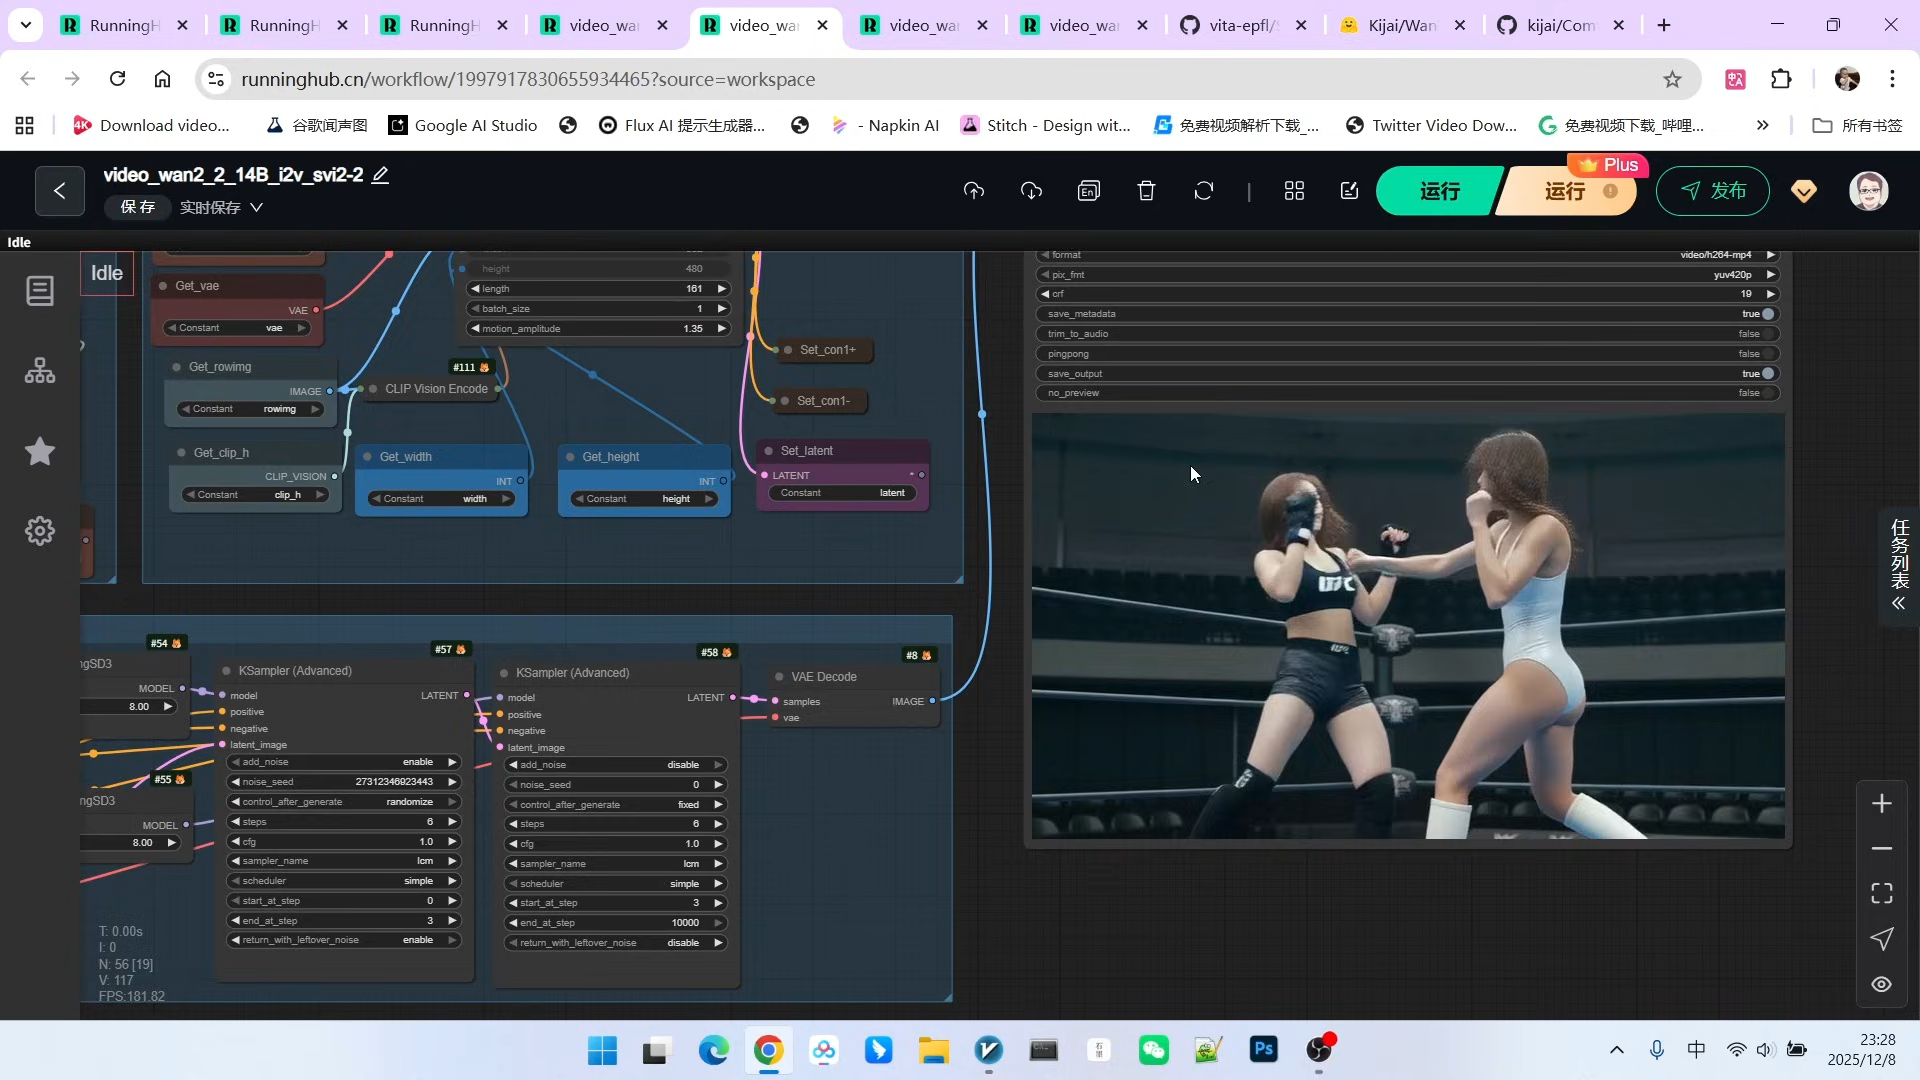 RunningH
RunningH
RunningH
video_wan
video_wan
video_wan
video_wan
vita-epfl/S
Kijai/Wan
kijai/Com
runninghub.cn/workflow/1997917830655934465?source=workspace
Download video...
谷歌闻声图
Google AI Studio
Flux AI 提示生成器...
- Napkin AI
Stitch - Design wit...
免费视频解析下载_...
Twitter Video Dow...
免费视频下载_哔哩...
»
所有书签
video_wan2_2_14B_i2v_svi2-2
保 存
实时保存
En
运行
运行
Plus
发布
Idle
Idle
Get_vae
VAE
Constant vae
Get_rowimg
IMAGE
Constant rowimg
Get_clip_h
CLIP_VISION
Constant clip_h
height 480
length 161
batch_size 1
motion_amplitude 1.35
#111
CLIP Vision Encode
Get_width
INT
Constant width
Get_height
INT
Constant height
Set_con1+
Set_con1-
Set_latent
LATENT *
Constant latent
format video/h264-mp4
pix_fmt yuv420p
crf 19
save_metadata true
trim_to_audio false
pingpong false
save_output true
no_preview false
UFC
任务列表
#54
ngSD3
MODEL
8.00
#55
ngSD3
MODEL
8.00
#57
KSampler (Advanced)
model LATENT
positive
negative
latent_image
add_noise enable
noise_seed 27312346923443
control_after_generate randomize
steps 6
cfg 1.0
sampler_name lcm
scheduler simple
start_at_step 0
end_at_step 3
return_with_leftover_noise enable
#58
KSampler (Advanced)
model LATENT
positive
negative
latent_image
add_noise disable
noise_seed 0
control_after_generate fixed
steps 6
cfg 1.0
sampler_name lcm
scheduler simple
start_at_step 3
end_at_step 10000
return_with_leftover_noise disable
#8
VAE Decode
samples IMAGE
vae
T: 0.00s
I: 0
N: 56 [19]
V: 117
FPS:181.82
Ps
中
23:28
2025/12/8